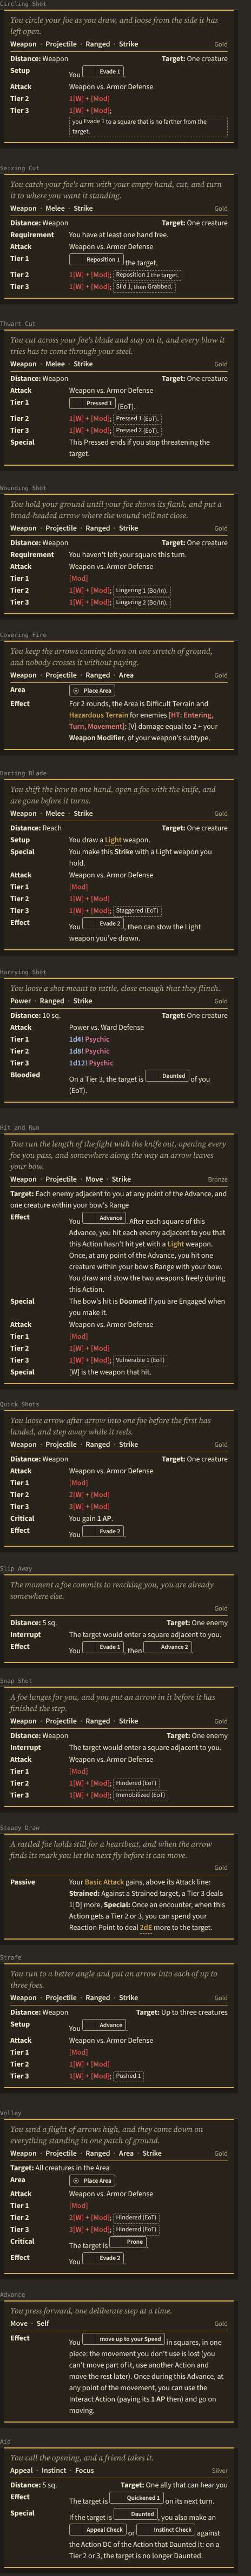 Circling Shot
You circle your foe as you draw, and loose from the side it has
left open.
Weapon · Projectile · Ranged · Strike Gold
Distance: Weapon Target: One creature
Setup You Evade 1.
Attack Weapon vs. Armor Defense
Tier 2 1[W] + [Mod]
Tier 3 1[W] + [Mod];
you Evade 1 to a square that is no farther from the
target.
Seizing Cut
You catch your foe's arm with your empty hand, cut, and turn
it to where you want it standing.
Weapon · Melee · Strike Gold
Distance: Weapon Target: One creature
Requirement You have at least one hand free.
Attack Weapon vs. Armor Defense
Tier 1 Reposition 1 the target.
Tier 2 1[W] + [Mod]; Reposition 1 the target.
Tier 3 1[W] + [Mod]; Slid 1, then Grabbed.
Thwart Cut
You cut across your foe's blade and stay on it, and every blow it
tries has to come through your steel.
Weapon · Melee · Strike Gold
Distance: Weapon Target: One creature
Attack Weapon vs. Armor Defense
Tier 1 Pressed 1 (EoT).
Tier 2 1[W] + [Mod]; Pressed 1 (EoT).
Tier 3 1[W] + [Mod]; Pressed 2 (EoT).
Special This Pressed ends if you stop threatening the
target.
Wounding Shot
You hold your ground until your foe shows its flank, and put a
broad-headed arrow where the wound will not close.
Weapon · Projectile · Ranged · Strike Gold
Distance: Weapon Target: One creature
Requirement You haven't left your square this turn.
Attack Weapon vs. Armor Defense
Tier 1 [Mod]
Tier 2 1[W] + [Mod]; Lingering 1 (Bo/In).
Tier 3 1[W] + [Mod]; Lingering 2 (Bo/In).
Covering Fire
You keep the arrows coming down on one stretch of ground,
and nobody crosses it without paying.
Weapon · Projectile · Ranged · Area Gold
Area Place Area
Effect For 2 rounds, the Area is Difficult Terrain and
Hazardous Terrain for enemies [HT: Entering,
Turn, Movement]: [V] damage equal to 2 + your
Weapon Modifier, of your weapon's subtype.
Darting Blade
You shift the bow to one hand, open a foe with the knife, and
are gone before it turns.
Weapon · Melee · Strike Gold
Distance: Reach Target: One creature
Setup You draw a Light weapon.
Special You make this Strike with a Light Weapon you
hold.
Attack Weapon vs. Armor Defense
Tier 1 [Mod]
Tier 2 1[W] + [Mod]
Tier 3 1[W] + [Mod]; Staggered (EoT)
Effect You Evade 2, then can stow the Light
weapon you've drawn.
Harrying Shot
You loose a shot meant to rattle, close enough that they flinch.
Power · Ranged · Strike Gold
Distance: 10 sq. Target: One creature
Attack Power vs. Ward Defense
Tier 1 1d4! Psychic
Tier 2 1d8! Psychic
Tier 3 1d12! Psychic
Bloodied On a Tier 3, the target is Daunted of you
(EoT).
Hit and Run
You run the length of the fight with the knife out, opening every
foe you pass, and somewhere along the way an arrow leaves
your bow.
Weapon · Projectile · Ranged · Move · Strike Bronze
Target: Each enemy adjacent to you at any point of the Advance, and
one creature within your bow's Range
Effect You Advance. After each square of this
Advance, you hit each enemy adjacent to you that
this Action hasn't hit yet with a Light weapon.
Once, at any point of the Advance, you hit one
creature within your bow's Range with your bow.
You draw and stow the two weapons freely during
this Action.
Special The bow's hit is Doomed if you are Engaged when
you make it.
Attack Weapon vs. Armor Defense
Tier 1 [Mod]
Tier 2 1[W] + [Mod]
Tier 3 1[W] + [Mod]; Vulnerable 1 (EoT)
Special [W] is the weapon that hit.
Quick Shots
You loose arrow after arrow into one foe before the first has
landed, and step away while it reels.
Weapon · Projectile · Ranged · Strike Gold
Distance: Weapon Target: One creature
Attack Weapon vs. Armor Defense
Tier 1 [Mod]
Tier 2 2[W] + [Mod]
Tier 3 3[W] + [Mod]
Critical You gain 1 AP.
Effect You Evade 2.
Slip Away
The moment a foe commits to reaching you, you are already
somewhere else.
Gold
Distance: 5 sq. Target: One enemy
Interrupt The target would enter a square adjacent to you.
Effect You Evade 1, then Advance 2.
Snap Shot
A foe lunges for you, and you put an arrow in it before it has
finished the step.
Weapon · Projectile · Ranged · Strike Gold
Distance: Weapon Target: One enemy
Interrupt The target would enter a square adjacent to you.
Attack Weapon vs. Armor Defense
Tier 1 [Mod]
Tier 2 1[W] + [Mod]; Hindered (EoT)
Tier 3 1[W] + [Mod]; Immobilized (EoT)
Steady Draw
A rattled foe holds still for a heartbeat, and when the arrow
finds its mark you let the next fly before it can move.
Gold
Passive Your Basic Attack gains, above its Attack line:
Strained: Against a Strained target, a Tier 3 deals
1[D] more. Special: Once an encounter, when this
Action gets a Tier 2 or 3, you can spend your
Reaction Point to deal 2dE more to the target.
Strafe
You run to a better angle and put an arrow into each of up to
three foes.
Weapon · Projectile · Ranged · Strike Gold
Distance: Weapon Target: Up to three creatures
Setup You Advance.
Attack Weapon vs. Armor Defense
Tier 1 [Mod]
Tier 2 1[W] + [Mod]
Tier 3 1[W] + [Mod]; Pushed 1
Volley
You send a flight of arrows high, and they come down on
everything standing in one patch of ground.
Weapon · Projectile · Ranged · Area · Strike Gold
Target: All creatures in the Area
Area Place Area
Attack Weapon vs. Armor Defense
Tier 1 [Mod]
Tier 2 2[W] + [Mod]; Hindered (EoT)
Tier 3 3[W] + [Mod]; Hindered (EoT)
Critical The target is Prone.
Effect You Evade 2.
Advance
You press forward, one deliberate step at a time.
Move · Self Gold
Effect You move up to your Speed in squares, in one
piece: the movement you don't use is lost (you
can't move part of it, use another Action and
move the rest later). Once during this Advance, at
any point of the movement, you can use the
Interact Action (paying its 1 AP then) and go on
moving.
Aid
You call the opening, and a friend takes it.
Appeal · Instinct · Focus Silver
Distance: 5 sq. Target: One ally that can hear you
Effect The target is Quickened 1 on its next turn.
Special If the target is Daunted, you also make an
Appeal Check or Instinct Check against
the Action DC of the Action that Daunted it: on a
Tier 2 or 3, the target is no longer Daunted.